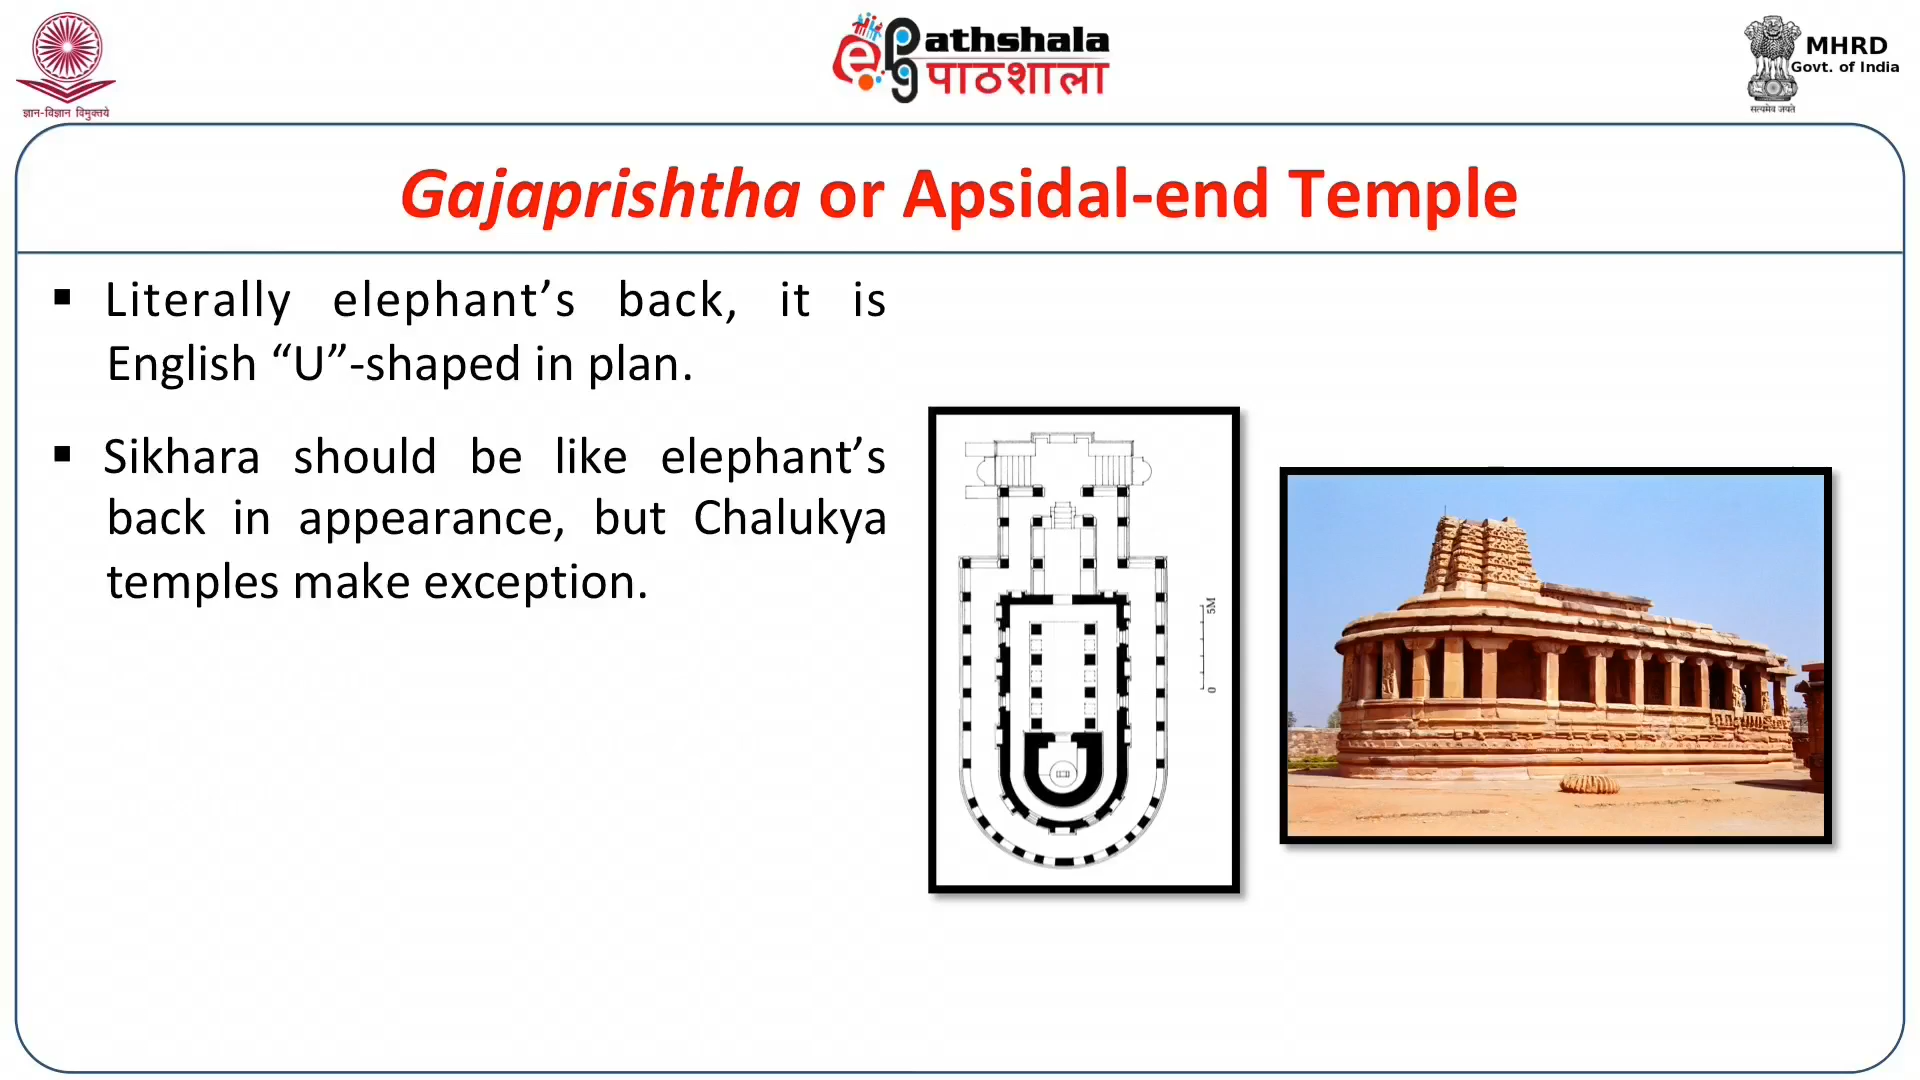 ज्ञान-विज्ञान विमुक्तये
ePG Pathshala
पाठशाला
MHRD
Govt. of India
सत्यमेव जयते
Gajaprishtha or Apsidal-end Temple
▪ Literally elephant’s back, it is
English “U”-shaped in plan.
▪ Sikhara should be like elephant’s
back in appearance, but Chalukya
temples make exception.
5M
0